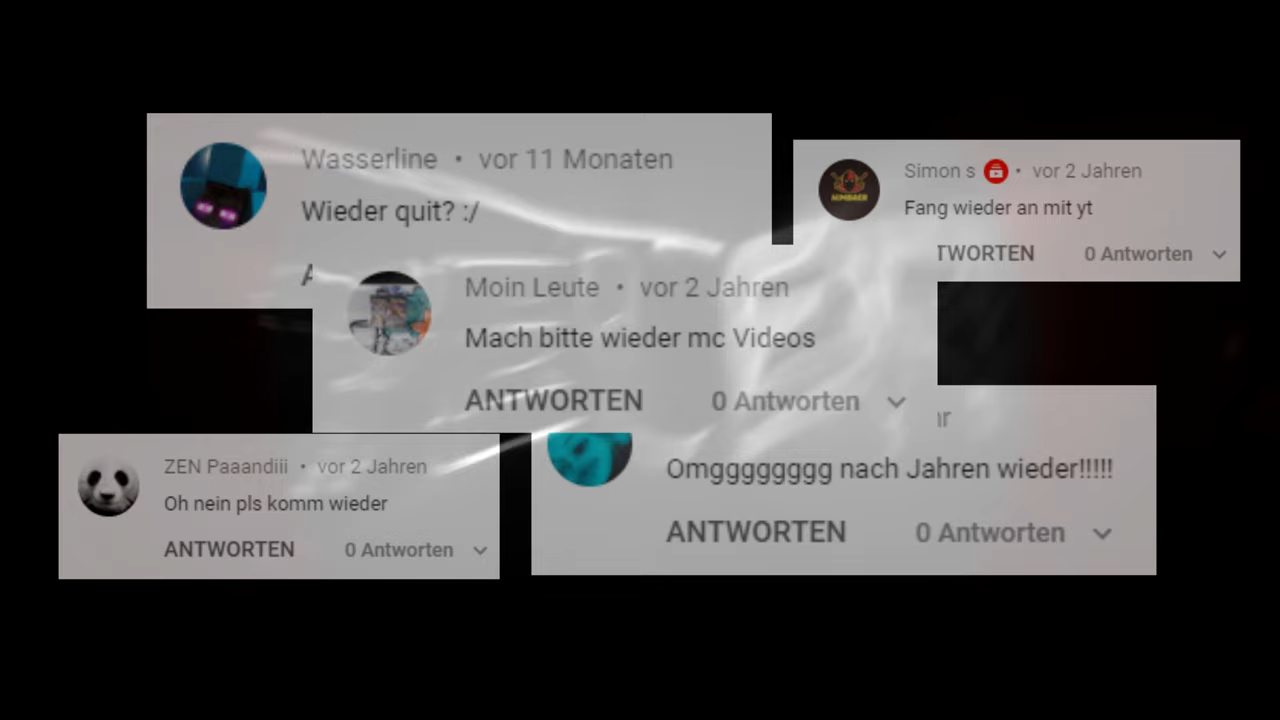 Wasserline • vor 11 Monaten
Wieder quit? :/
A
Simon s • vor 2 Jahren
Fang wieder an mit yt
TWORTEN 0 Antworten
Moin Leute • vor 2 Jahren
Mach bitte wieder mc Videos
ANTWORTEN 0 Antworten
ZEN Paaandiii • vor 2 Jahren
Oh nein pls komm wieder
ANTWORTEN 0 Antworten
hr
Omgggggggg nach Jahren wieder!!!!!
ANTWORTEN 0 Antworten